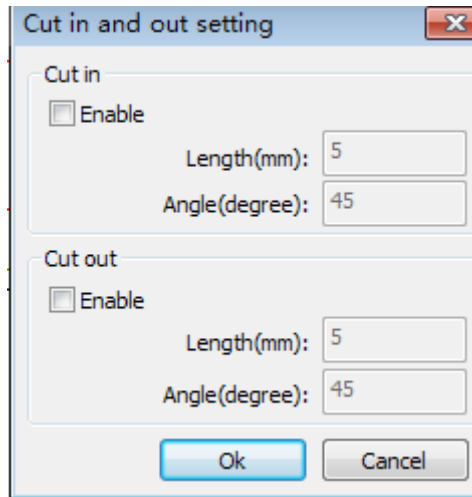 Cut in and out setting
Cut in
Enable
Length(mm): 5
Angle(degree): 45
Cut out
Enable
Length(mm): 5
Angle(degree): 45
Ok Cancel